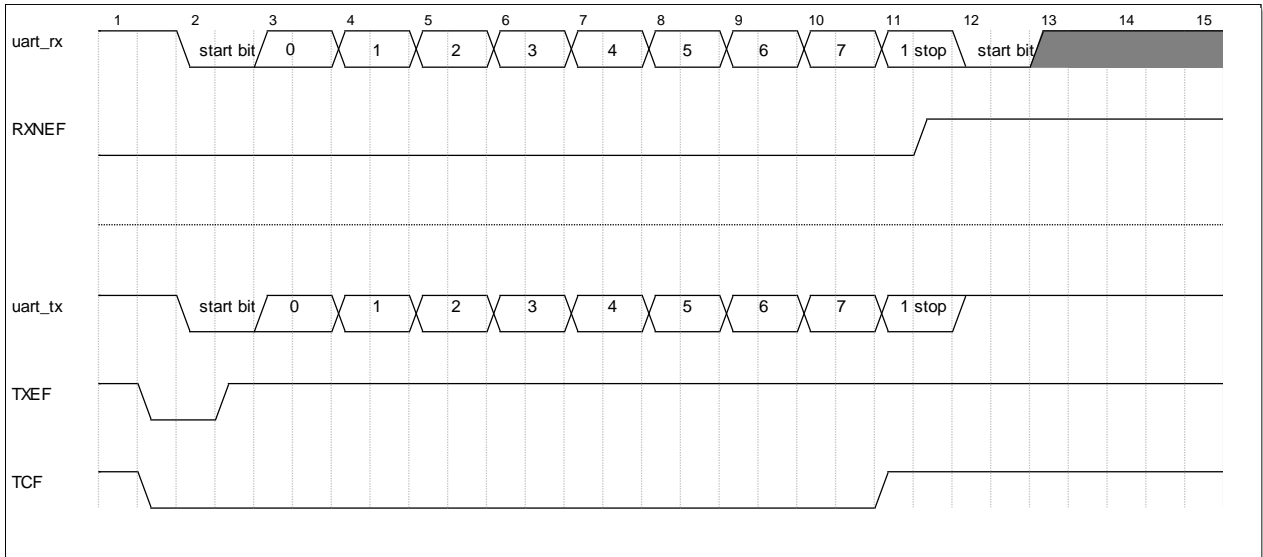 1 2 3 4 5 6 7 8 9 10 11 12 13 14 15
uart_rx start bit 0 1 2 3 4 5 6 7 1 stop start bit
RXNEF
uart_tx start bit 0 1 2 3 4 5 6 7 1 stop
TXEF
TCF